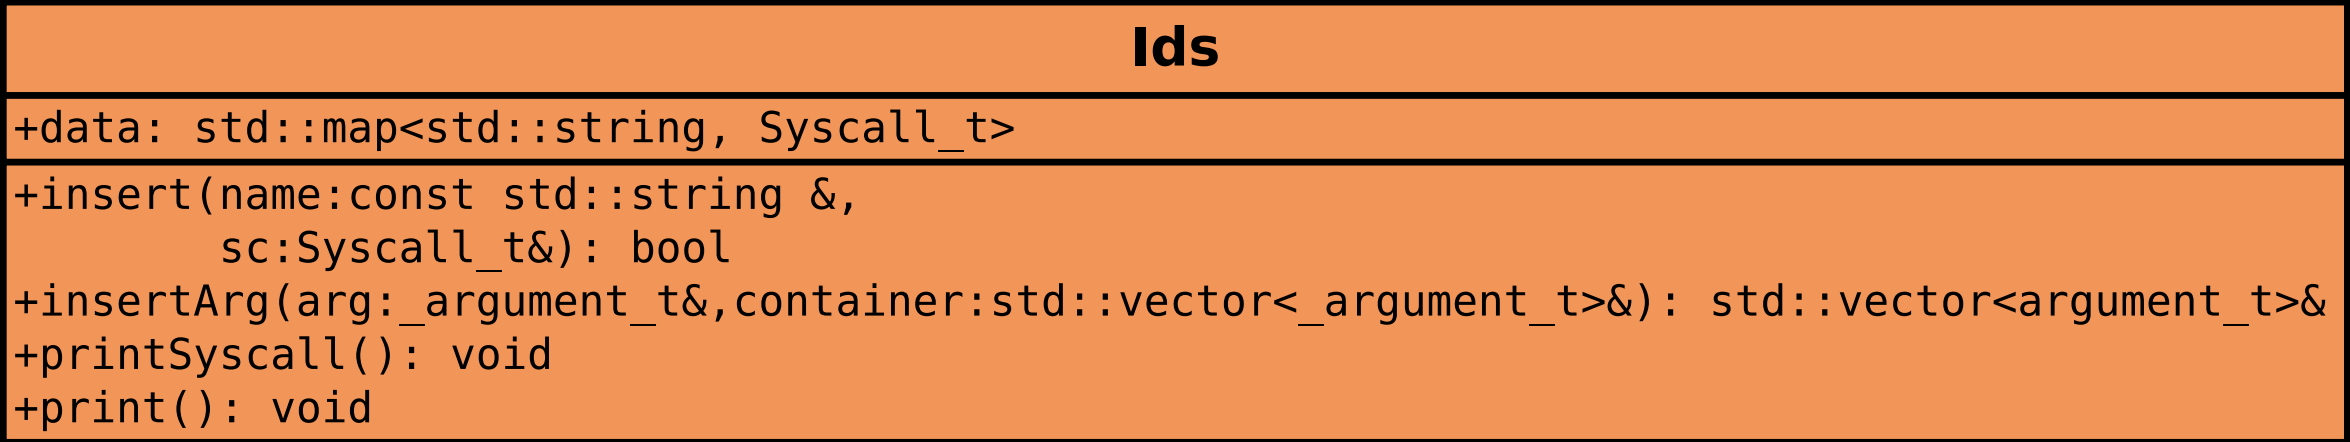 Ids
+data: std::map<std::string, Syscall_t>
+insert(name:const std::string &,
sc:Syscall_t&): bool
+insertArg(arg:_argument_t&,container:std::vector<_argument_t>&): std::vector<argument_t>&
+printSyscall(): void
+print(): void